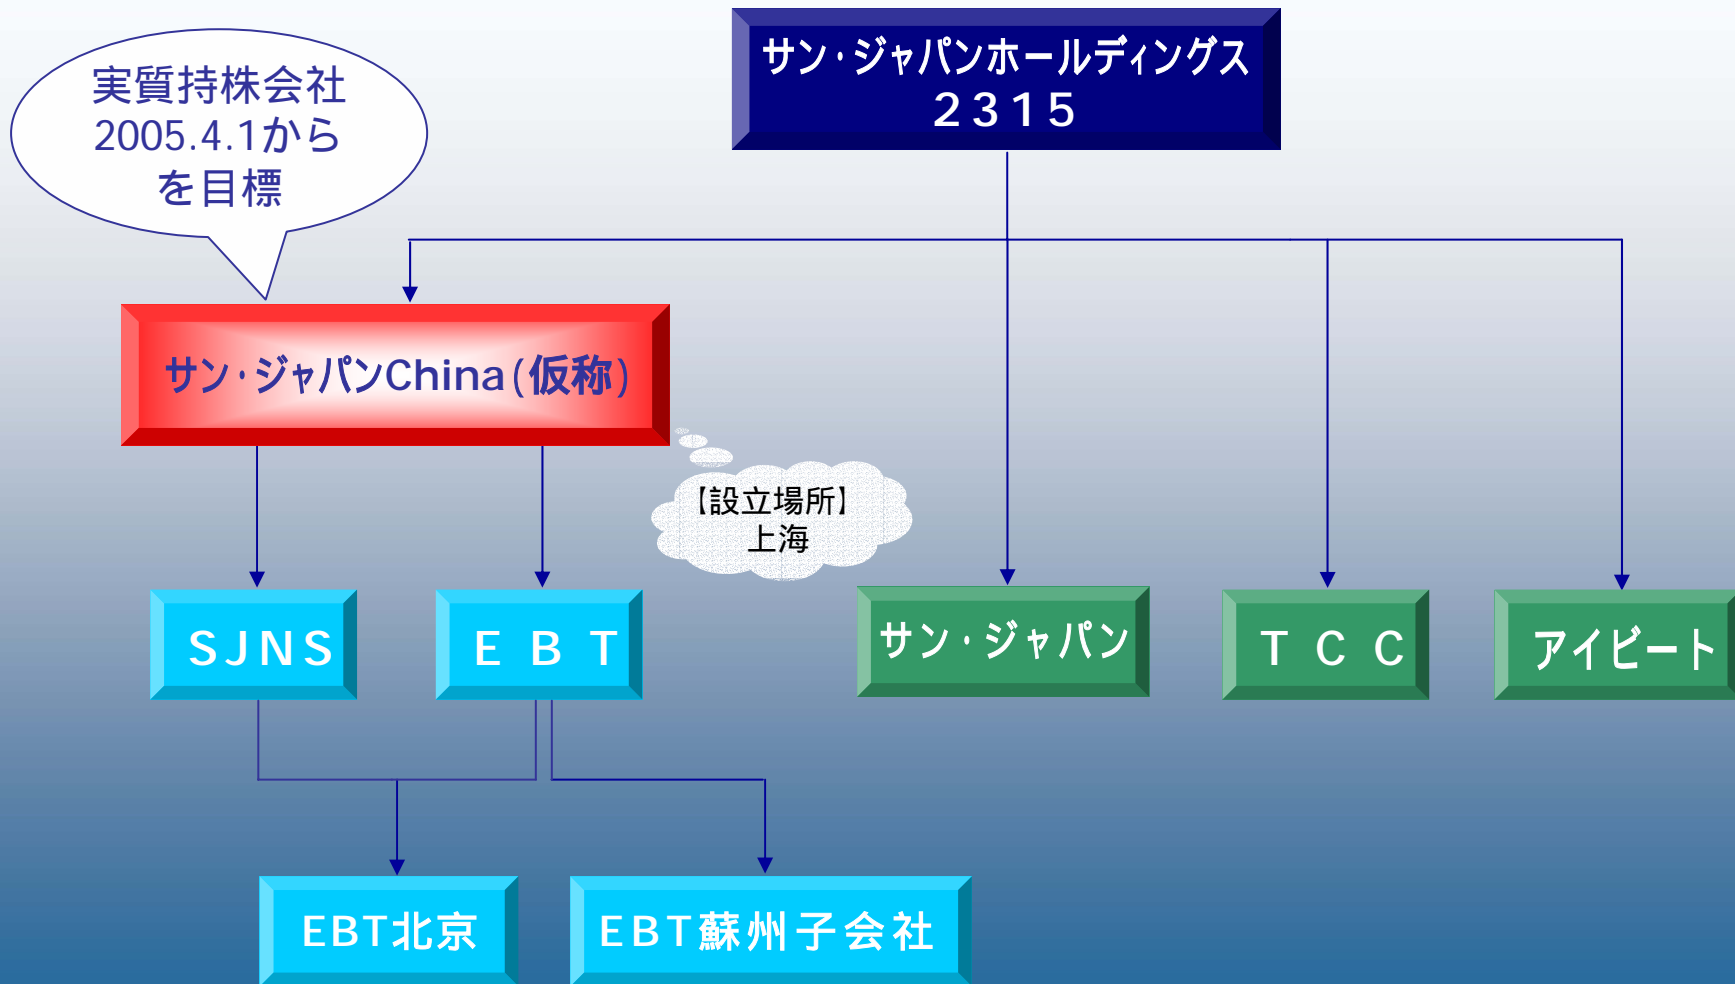 サン・ジャパンホールディングス
２３１５
実質持株会社
2005.4.1から
を目標
サン・ジャパンChina(仮称)
【設立場所】
上海
ＳＪＮＳ
ＥＢＴ
サン・ジャパン
ＴＣＣ
アイビート
EBT北京
EBT蘇州子会社